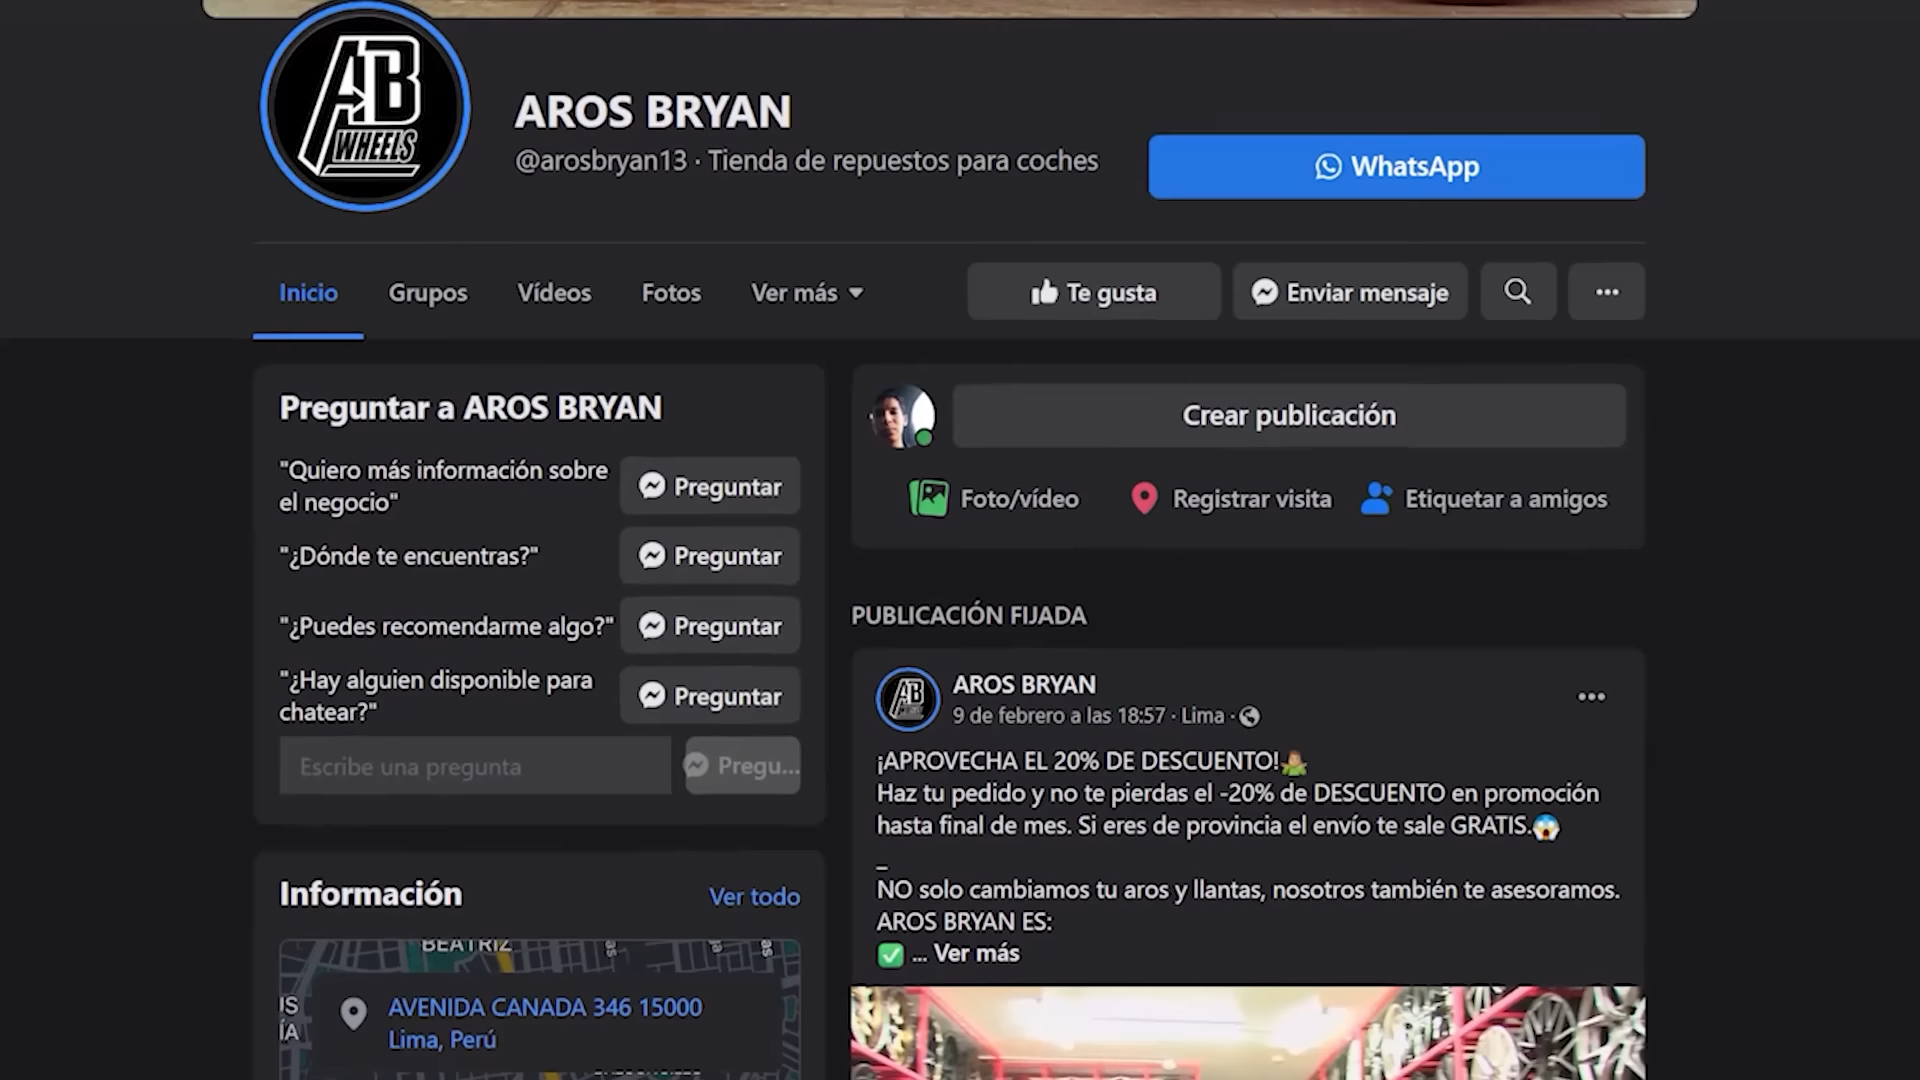 AB
WHEELS
AROS BRYAN
@arosbryan13 · Tienda de repuestos para coches
WhatsApp
Inicio
Grupos
Vídeos
Fotos
Ver más
Te gusta
Enviar mensaje
Preguntar a AROS BRYAN
"Quiero más información sobre
el negocio"
Preguntar
"¿Dónde te encuentras?"
Preguntar
"¿Puedes recomendarme algo?"
Preguntar
"¿Hay alguien disponible para
chatear?"
Preguntar
Escribe una pregunta
Pregu...
Información
Ver todo
BEATRIZ
as
as
IS
ÍA
AVENIDA CANADA 346 15000
Lima, Perú
Crear publicación
Foto/vídeo
Registrar visita
Etiquetar a amigos
PUBLICACIÓN FIJADA
AB
AROS BRYAN
9 de febrero a las 18:57 · Lima ·
¡APROVECHA EL 20% DE DESCUENTO!🤷
Haz tu pedido y no te pierdas el -20% de DESCUENTO en promoción
hasta final de mes. Si eres de provincia el envío te sale GRATIS.😱
_
NO solo cambiamos tu aros y llantas, nosotros también te asesoramos.
AROS BRYAN ES:
✅ ... Ver más